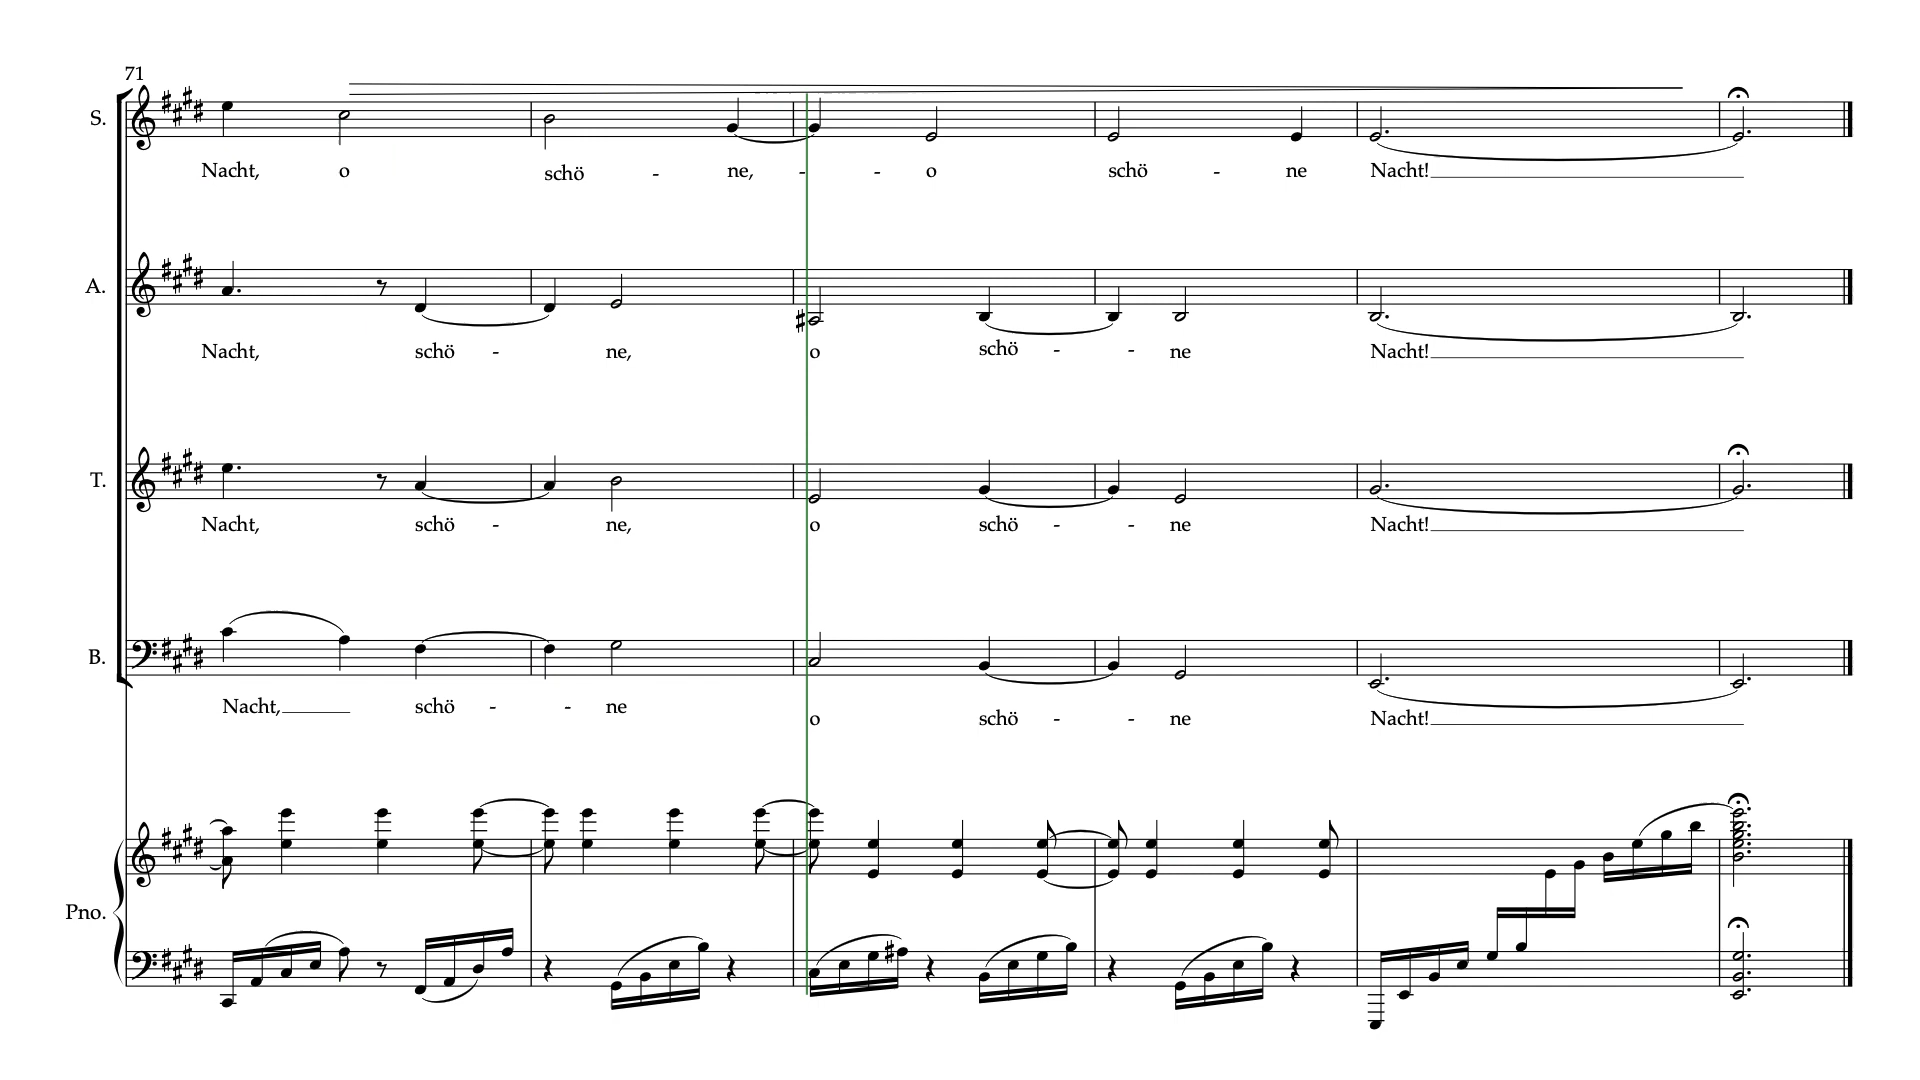 71
S.
Nacht, o schö - ne, - - o schö - ne Nacht!
A.
Nacht, schö - ne, o schö - - ne Nacht!
T.
Nacht, schö - ne, o schö - - ne Nacht!
B.
Nacht, schö - - ne o schö - - ne Nacht!
Pno.